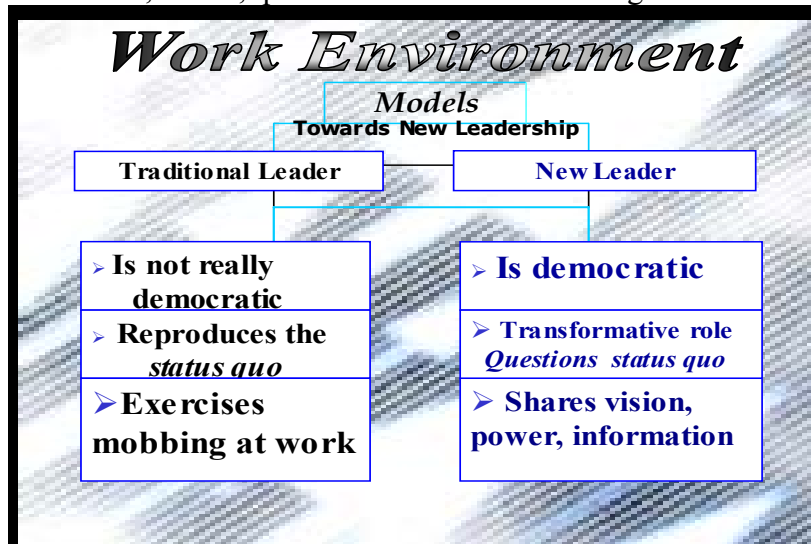 Work Environment
Models
Towards New Leadership
Traditional Leader
New Leader
➢ Is not really
democratic
➢ Reproduces the
status quo
➢Exercises
mobbing at work
➢ Is democratic
➢ Transformative role
Questions status quo
➢ Shares vision,
power, information